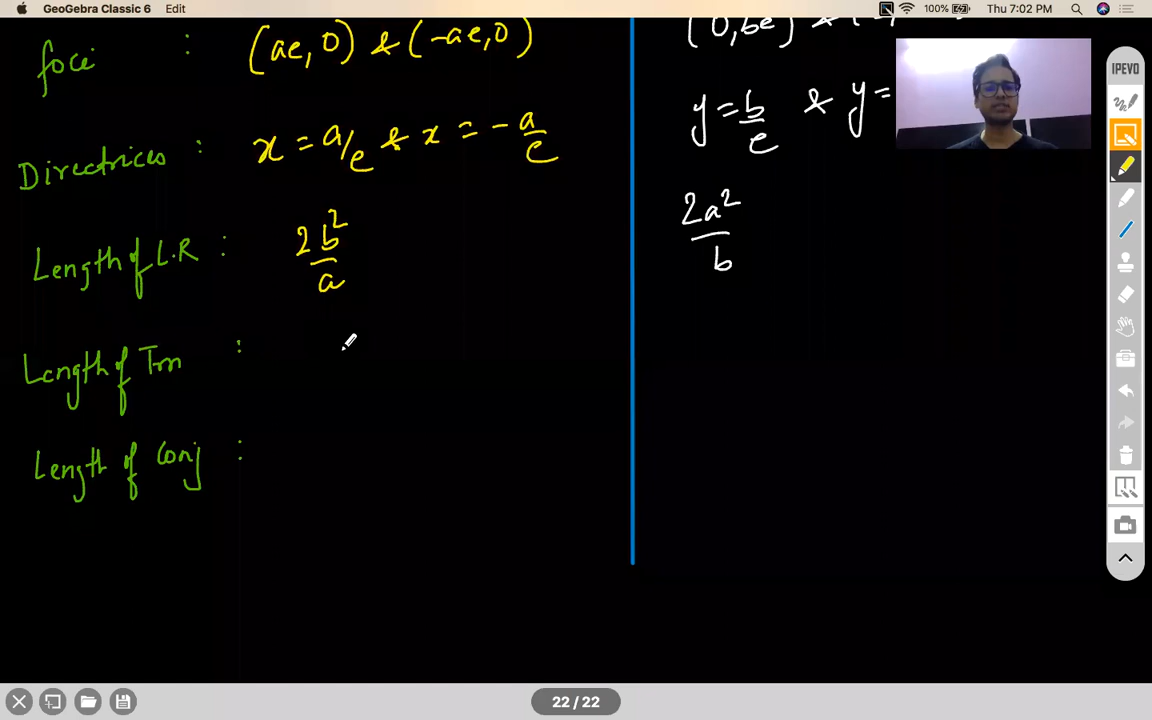 GeoGebra Classic 6 Edit 100% Thu 7:02 PM
foci : (ae, 0) & (-ae, 0)
(0, be) &
IPEVO
Directrices : x = a/e & x = -a/e
y = b/e & y =
Length of L.R : 2b²/a
2a²/b
Length of Trn :
Length of Conj :
22 / 22